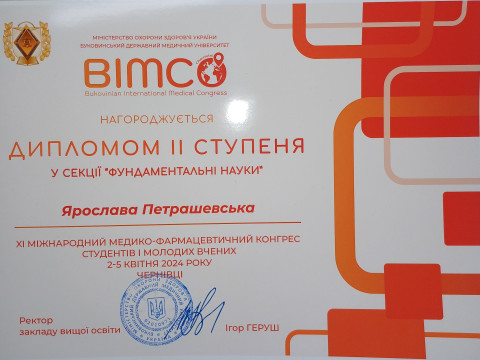 МІНІСТЕРСТВО ОХОРОНИ ЗДОРОВ'Я УКРАЇНИ
БУКОВИНСЬКИЙ ДЕРЖАВНИЙ МЕДИЧНИЙ УНІВЕРСИТЕТ
BIMCO
Bukovinian International Medical Congress
НАГОРОДЖУЄТЬСЯ
ДИПЛОМОМ ІІ СТУПЕНЯ
У СЕКЦІЇ "ФУНДАМЕНТАЛЬНІ НАУКИ"
Ярослава Петрашевська
XI МІЖНАРОДНИЙ МЕДИКО-ФАРМАЦЕВТИЧНИЙ КОНГРЕС
СТУДЕНТІВ І МОЛОДИХ ВЧЕНИХ
2-5 КВІТНЯ 2024 РОКУ
ЧЕРНІВЦІ
Ректор
закладу вищої освіти
Ігор ГЕРУШ